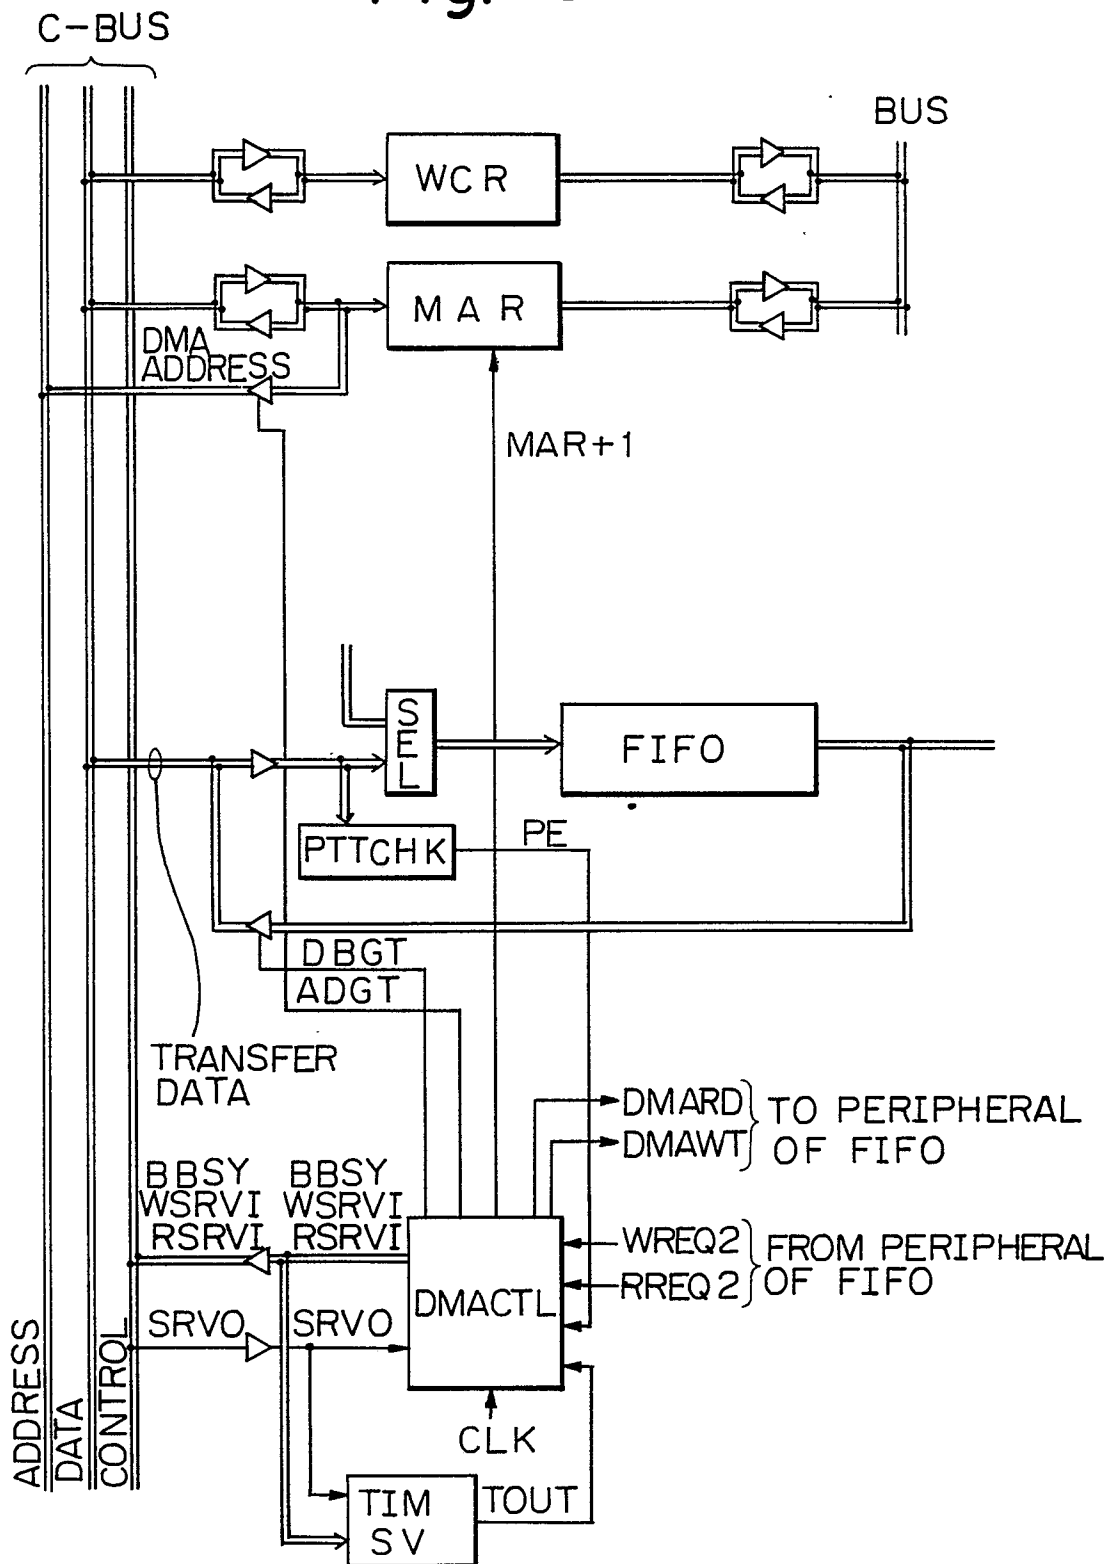 Fig.
C-BUS
BUS
WCR
MAR
DMA
ADDRESS
MAR+1
SEL
FIFO
PTTCHK
PE
DBGT
ADGT
TRANSFER
DATA
DMARD
DMAWT
TO PERIPHERAL
OF FIFO
BBSY
WSRVI
RSRVI
BBSY
WSRVI
RSRVI
WREQ2
RREQ2
FROM PERIPHERAL
OF FIFO
DMACTL
SRVO
SRVO
ADDRESS
DATA
CONTROL
CLK
TIM
SV
TOUT